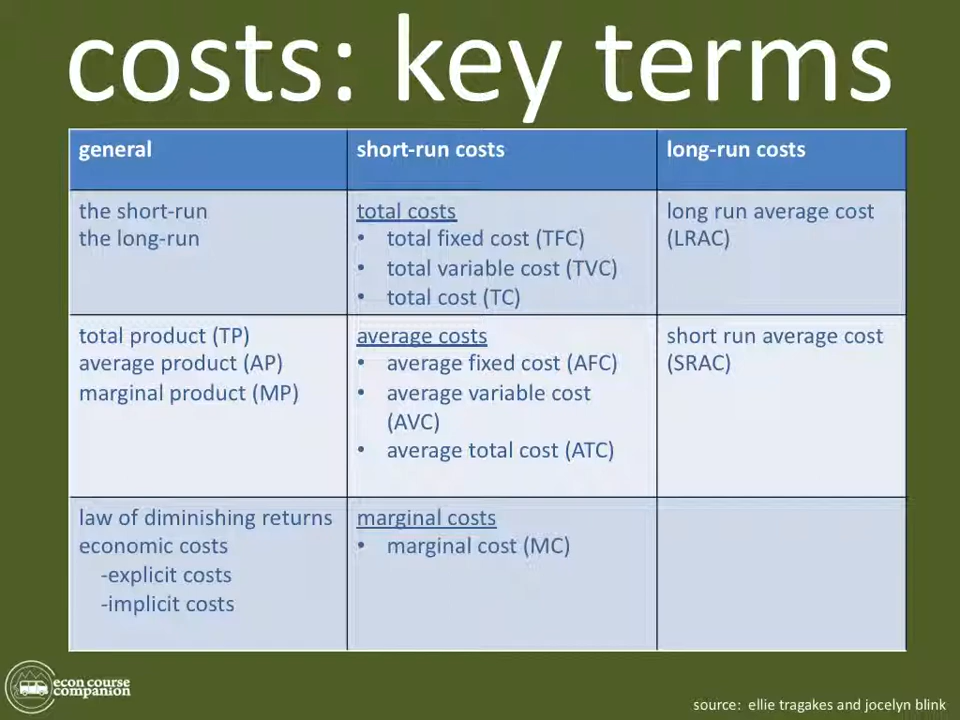 costs: key terms
general
short-run costs
long-run costs
the short-run
the long-run
total costs
• total fixed cost (TFC)
• total variable cost (TVC)
• total cost (TC)
long run average cost
(LRAC)
total product (TP)
average product (AP)
marginal product (MP)
average costs
• average fixed cost (AFC)
• average variable cost
(AVC)
• average total cost (ATC)
short run average cost
(SRAC)
law of diminishing returns
economic costs
-explicit costs
-implicit costs
marginal costs
• marginal cost (MC)
econ course
companion
source: ellie tragakes and jocelyn blink